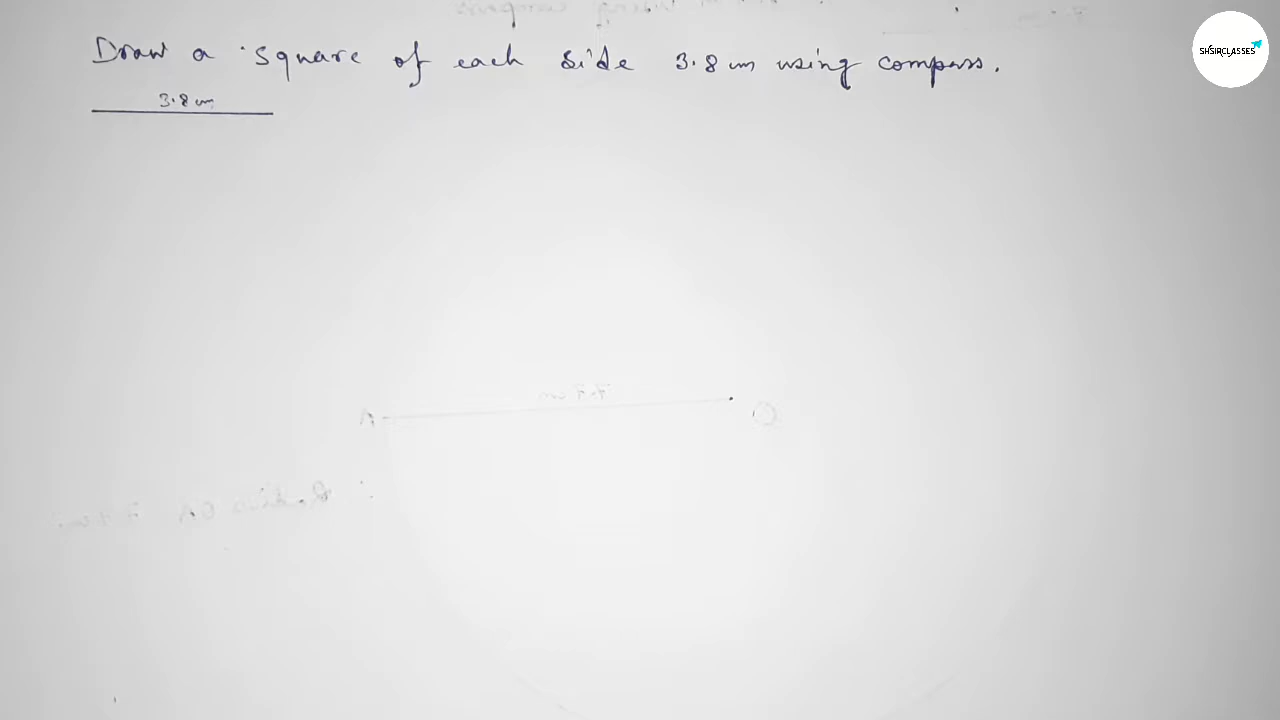 Draw a square of each side 3.8 cm using compass.
SHSIRCLASSES
3.8 cm